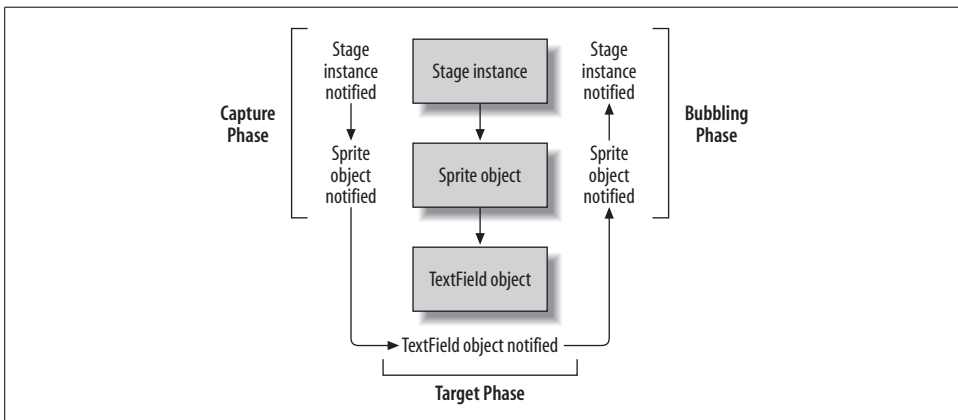 Capture
Phase
Stage
instance
notified
Sprite
object
notified
Stage instance
Sprite object
TextField object
TextField object notified
Target Phase
Stage
instance
notified
Sprite
object
notified
Bubbling
Phase